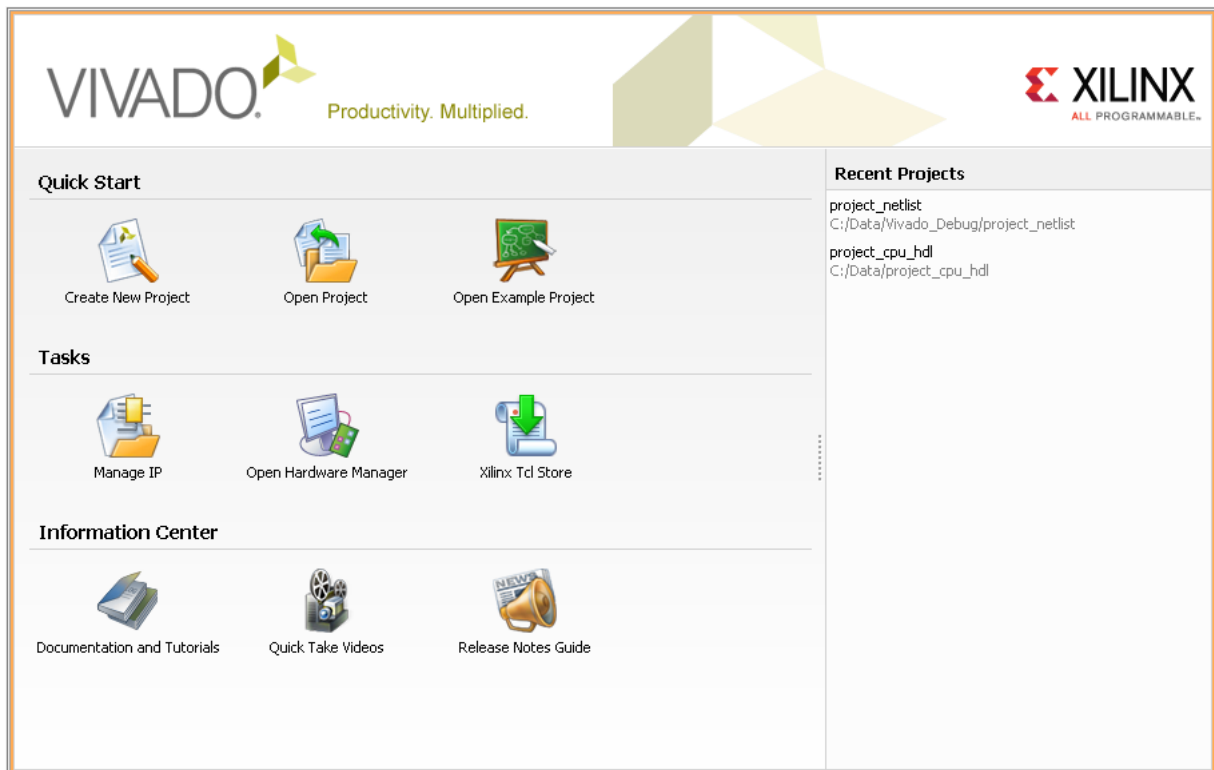 VIVADO.
Productivity. Multiplied.
XILINX
ALL PROGRAMMABLE™
Quick Start
Create New Project
Open Project
Open Example Project
Tasks
Manage IP
Open Hardware Manager
Xilinx Tcl Store
Information Center
NEWS
Documentation and Tutorials
Quick Take Videos
Release Notes Guide
Recent Projects
project_netlist
C:/Data/Vivado_Debug/project_netlist
project_cpu_hdl
C:/Data/project_cpu_hdl